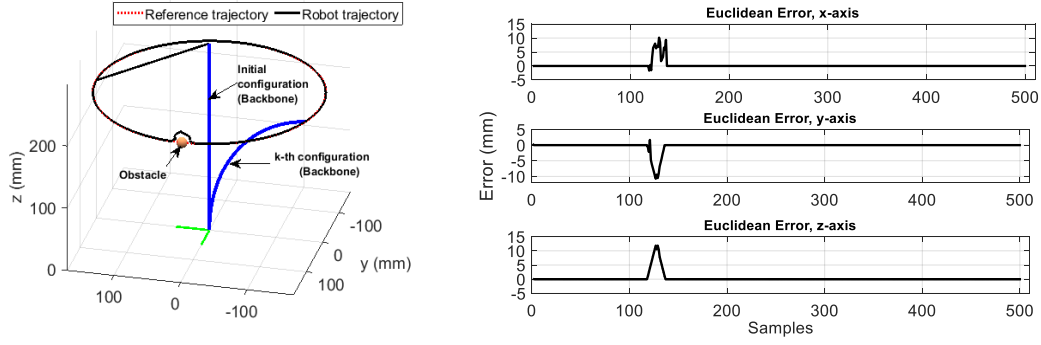 Reference trajectory Robot trajectory
Initial
configuration
(Backbone)
k-th configuration
(Backbone)
Obstacle
z (mm)
200
100
0
100
0
-100
y (mm)
-100
0
100
Euclidean Error, x-axis
15
10
5
0
-5
0 100 200 300 400 500
Euclidean Error, y-axis
5
0
-5
-10
0 100 200 300 400 500
Error (mm)
Euclidean Error, z-axis
15
10
5
0
-5
0 100 200 300 400 500
Samples